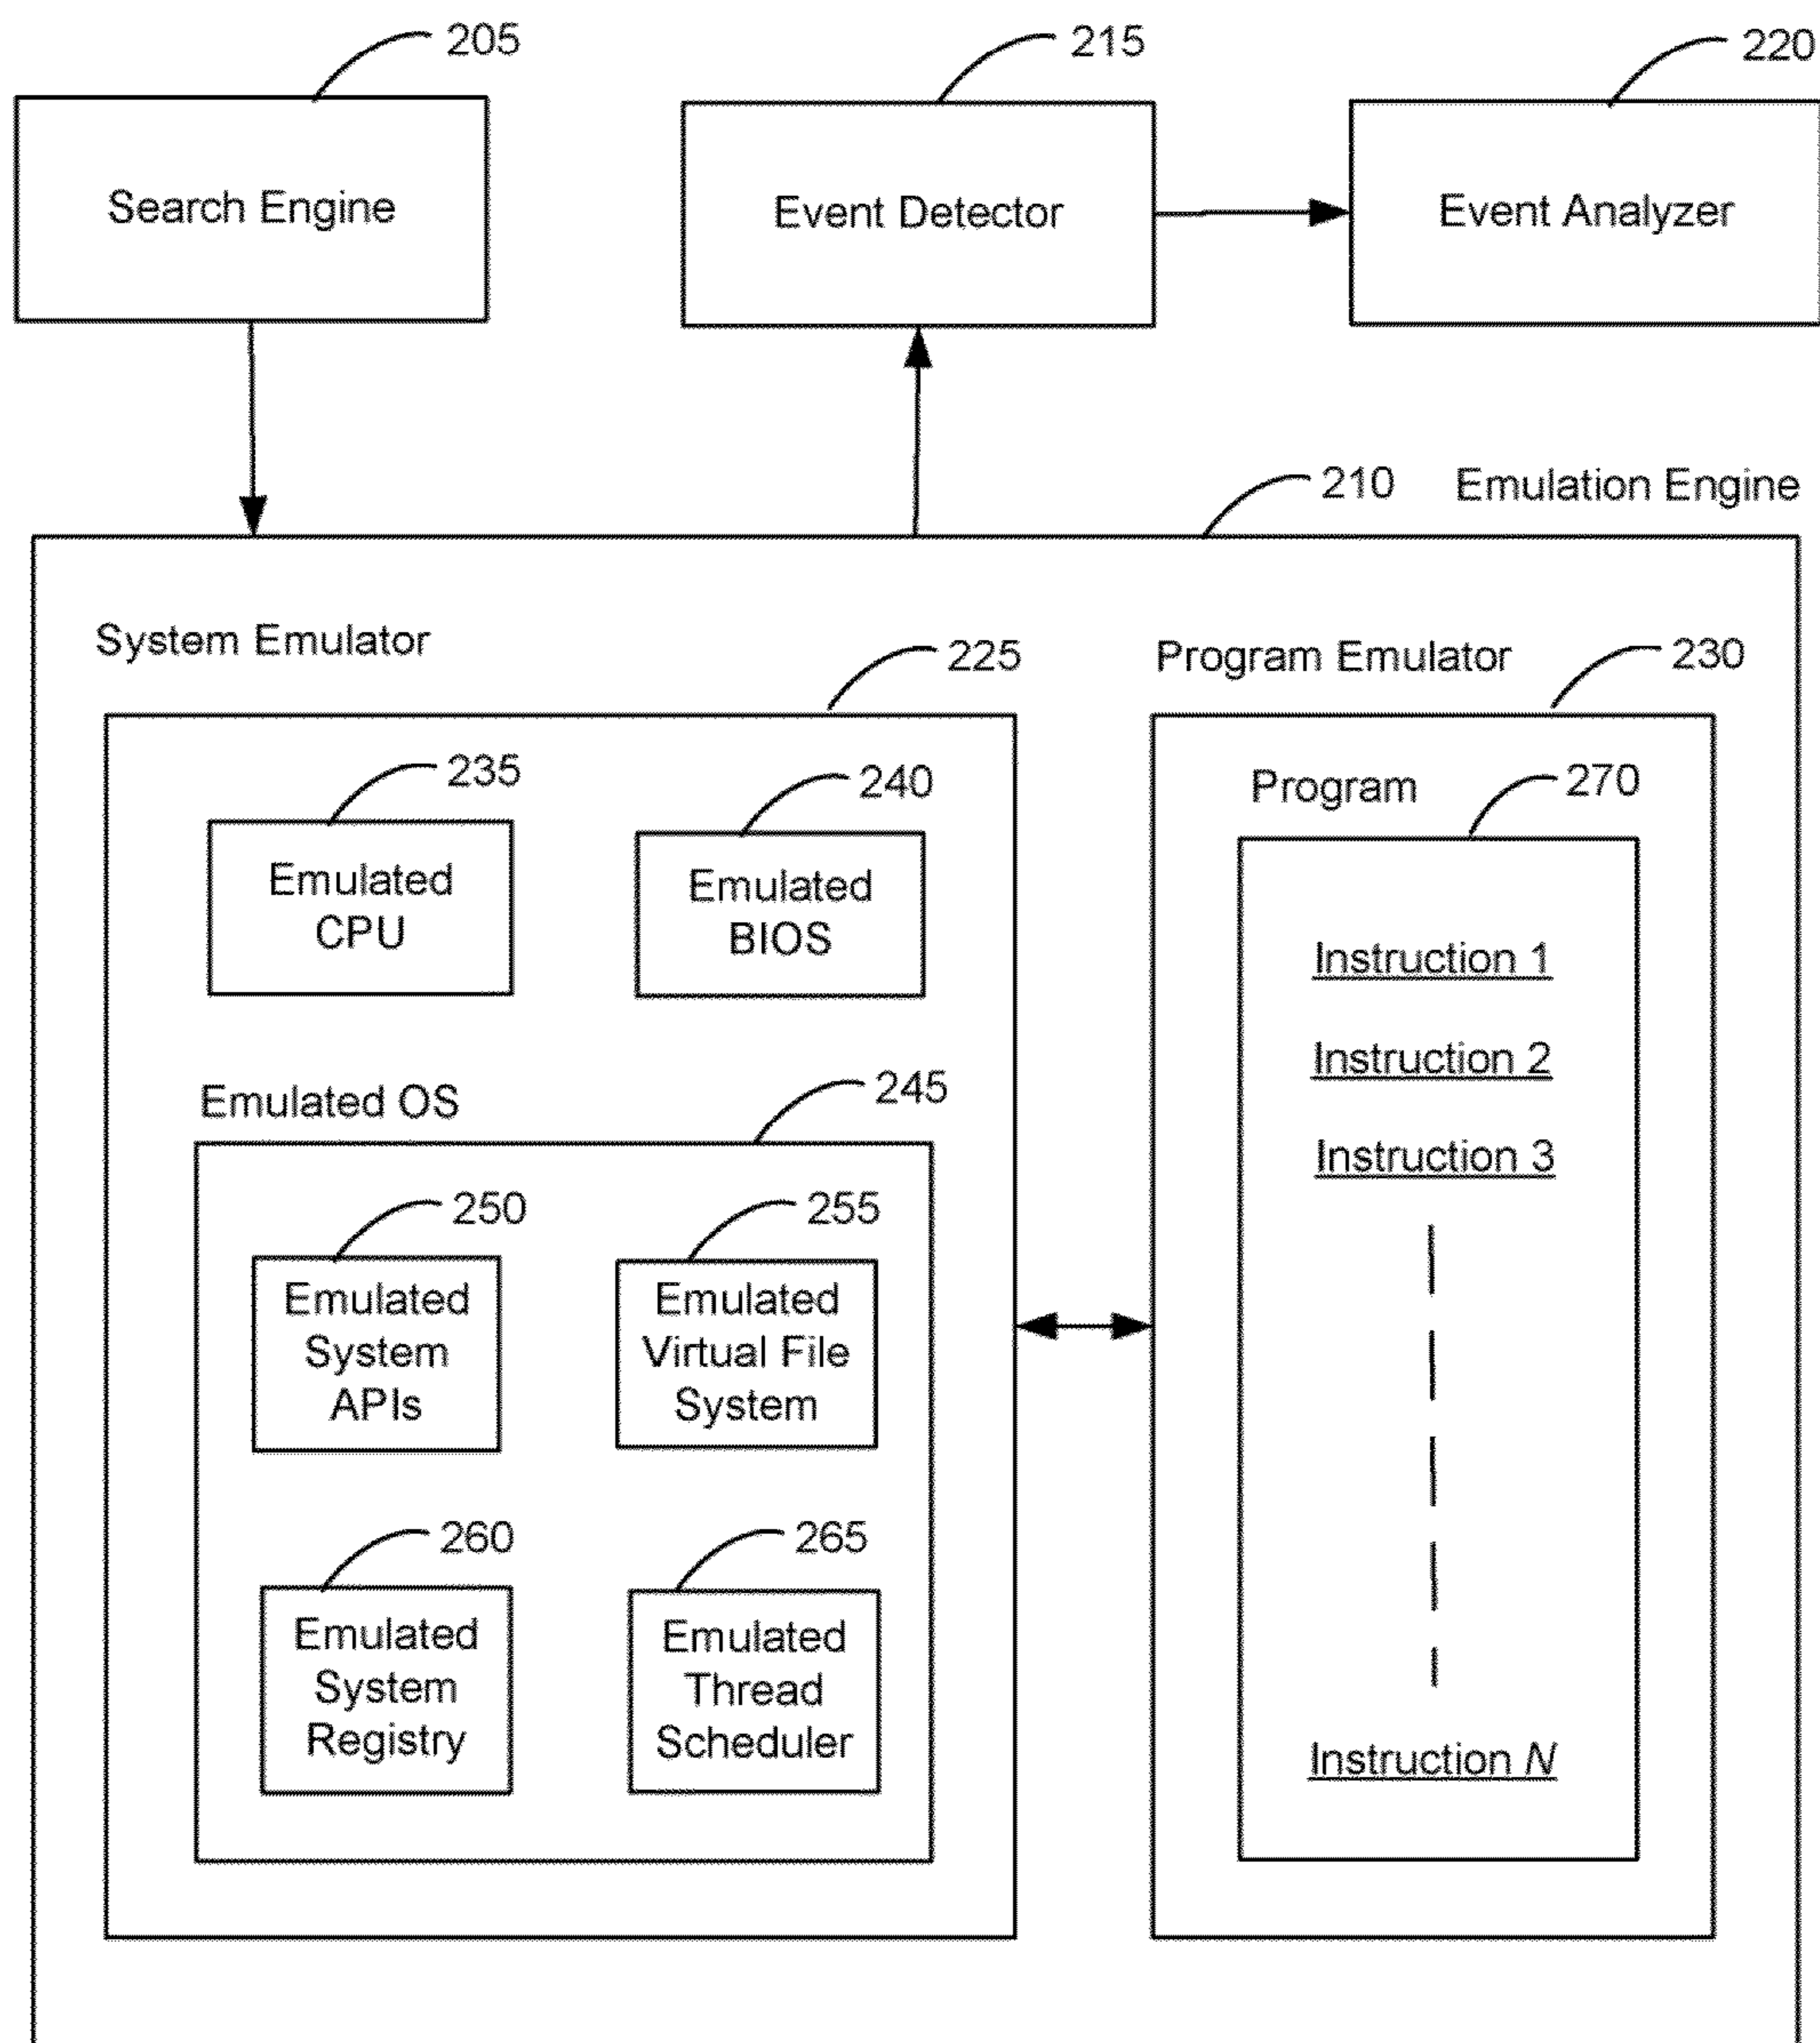 205
215
220
Search Engine
Event Detector
Event Analyzer
210
Emulation Engine
System Emulator
225
Program Emulator
230
235
240
Program
270
Emulated
CPU
Emulated
BIOS
Instruction 1
Instruction 2
Instruction 3
Instruction N
Emulated OS
245
250
255
Emulated
System
APIs
Emulated
Virtual File
System
260
265
Emulated
System
Registry
Emulated
Thread
Scheduler